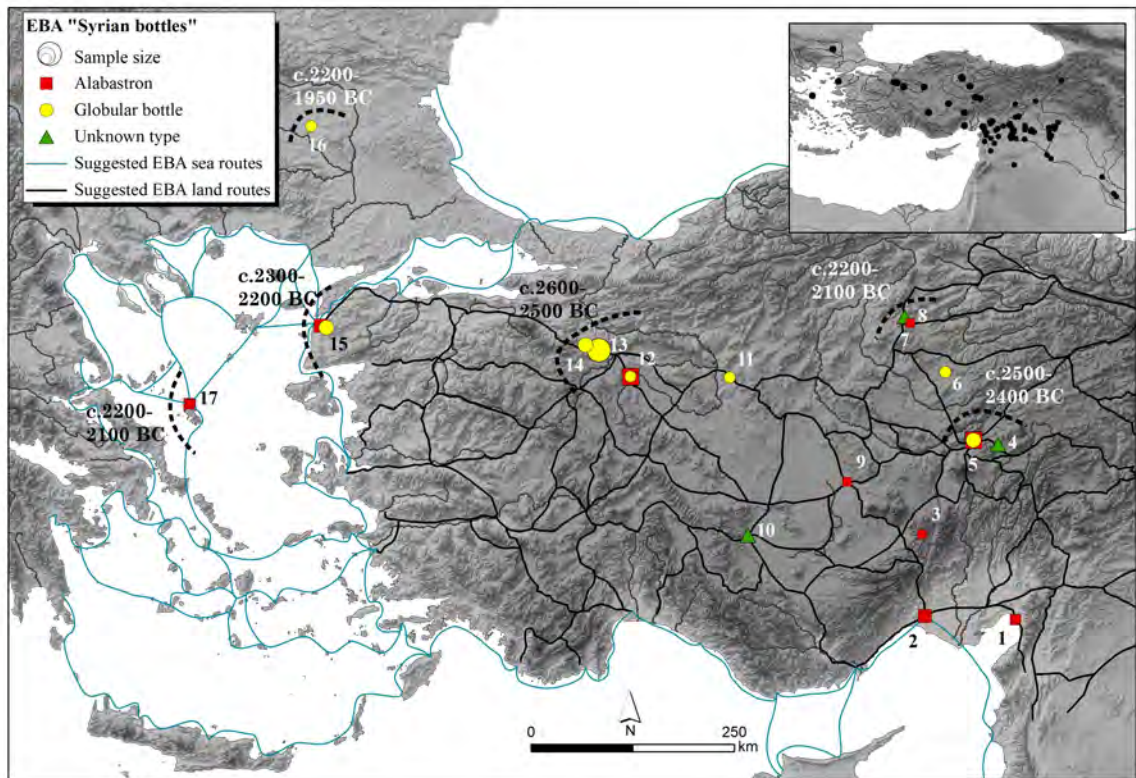 EBA "Syrian bottles"
Sample size
Alabastron
Globular bottle
Unknown type
Suggested EBA sea routes
Suggested EBA land routes
c.2200-
1950 BC
16
c.2300-
2200 BC
15
c.2600-
2500 BC
14
13
12
11
c.2200-
2100 BC
8
7
6
c.2500-
2400 BC
5
4
17
c.2200-
2100 BC
9
10
3
2
1
N
0
250
km